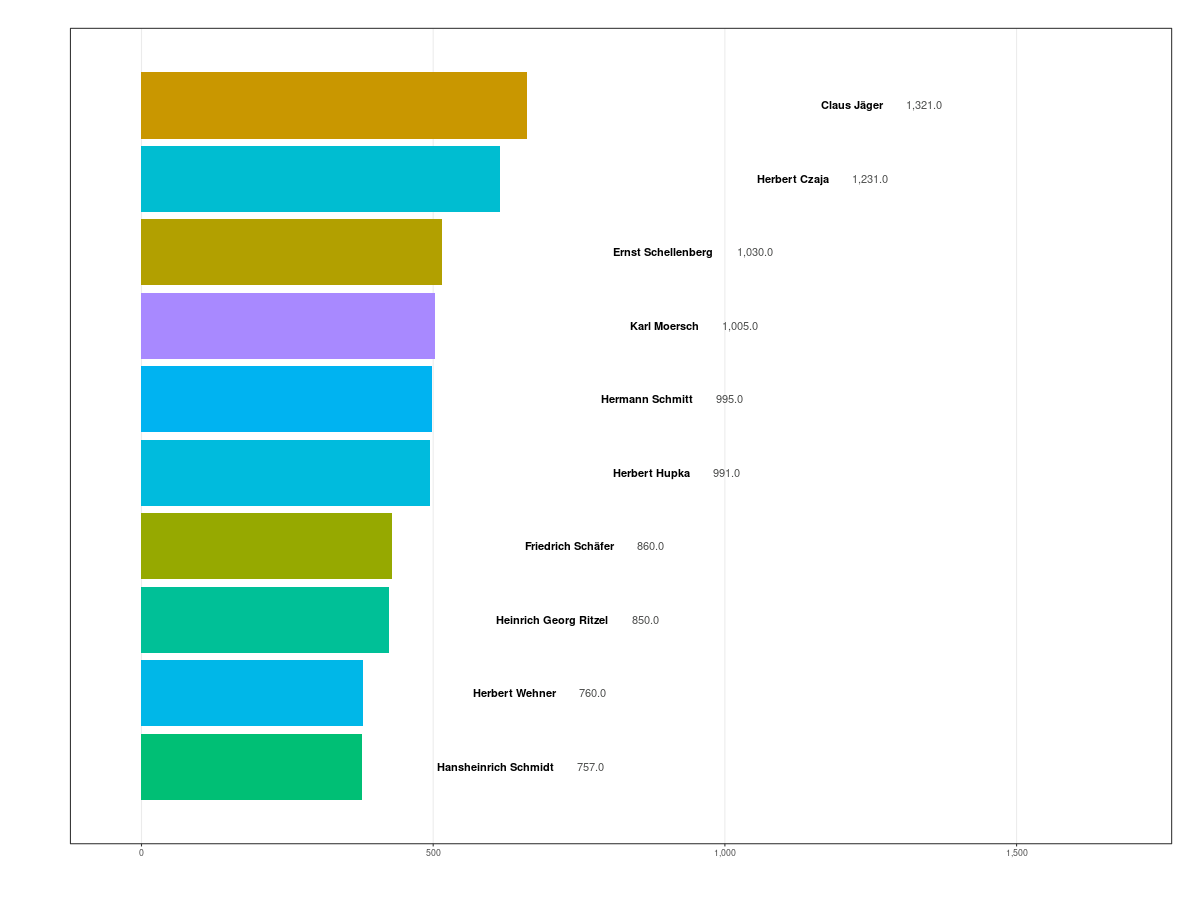 Claus Jäger 1,321.0
Herbert Czaja 1,231.0
Ernst Schellenberg 1,030.0
Karl Moersch 1,005.0
Hermann Schmitt 995.0
Herbert Hupka 991.0
Friedrich Schäfer 860.0
Heinrich Georg Ritzel 850.0
Herbert Wehner 760.0
Hansheinrich Schmidt 757.0
0 500 1,000 1,500